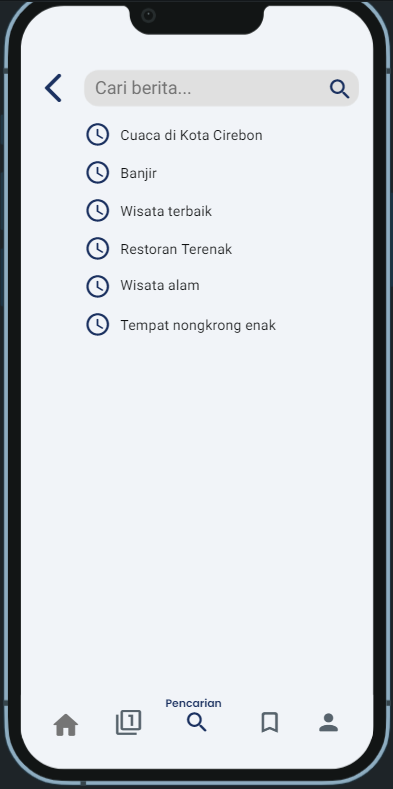 Cari berita...
Cuaca di Kota Cirebon
Banjir
Wisata terbaik
Restoran Terenak
Wisata alam
Tempat nongkrong enak
Pencarian
1